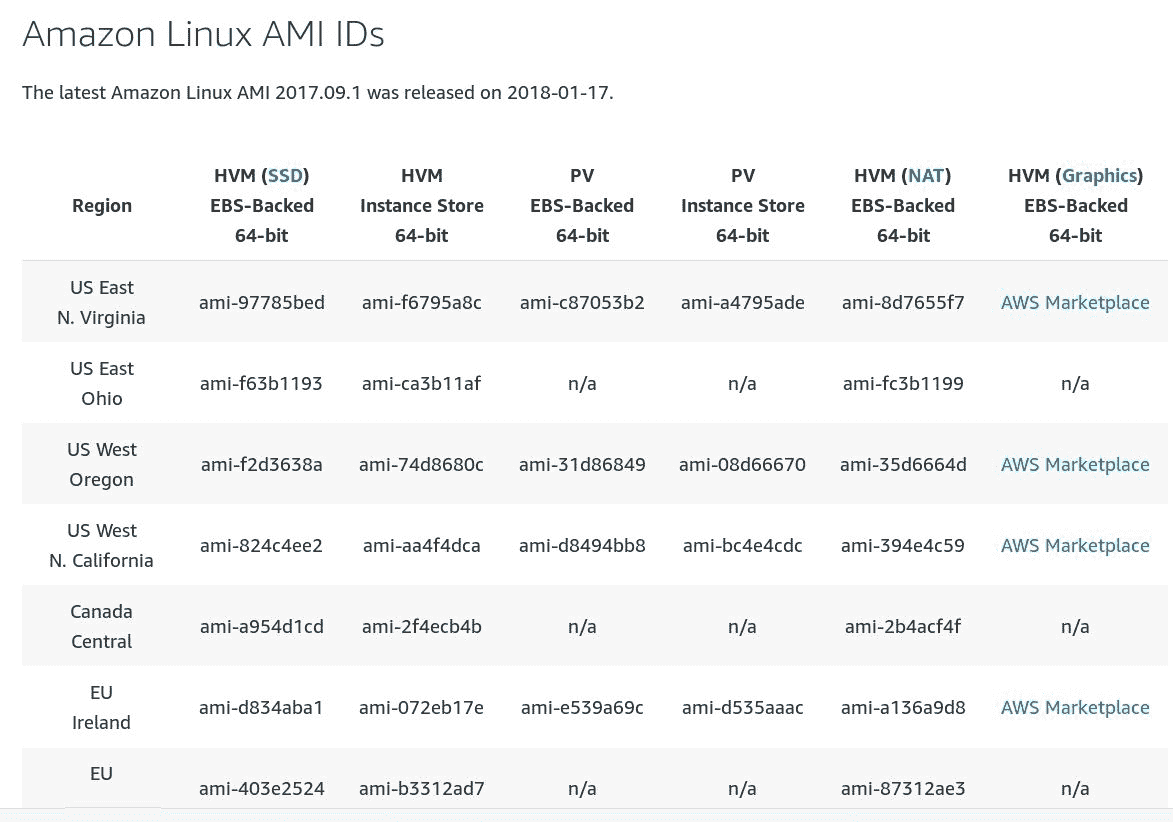 Amazon Linux AMI IDs
The latest Amazon Linux AMI 2017.09.1 was released on 2018-01-17.
Region HVM (SSD) EBS-Backed 64-bit HVM Instance Store 64-bit PV EBS-Backed 64-bit PV Instance Store 64-bit HVM (NAT) EBS-Backed 64-bit HVM (Graphics) EBS-Backed 64-bit
US East N. Virginia ami-97785bed ami-f6795a8c ami-c87053b2 ami-a4795ade ami-8d7655f7 AWS Marketplace
US East Ohio ami-f63b1193 ami-ca3b11af n/a n/a ami-fc3b1199 n/a
US West Oregon ami-f2d3638a ami-74d8680c ami-31d86849 ami-08d66670 ami-35d6664d AWS Marketplace
US West N. California ami-824c4ee2 ami-aa4f4dca ami-d8494bb8 ami-bc4e4cdc ami-394e4c59 AWS Marketplace
Canada Central ami-a954d1cd ami-2f4ecb4b n/a n/a ami-2b4acf4f n/a
EU Ireland ami-d834aba1 ami-072eb17e ami-e539a69c ami-d535aaac ami-a136a9d8 AWS Marketplace
EU ami-403e2524 ami-b3312ad7 n/a n/a ami-87312ae3 n/a